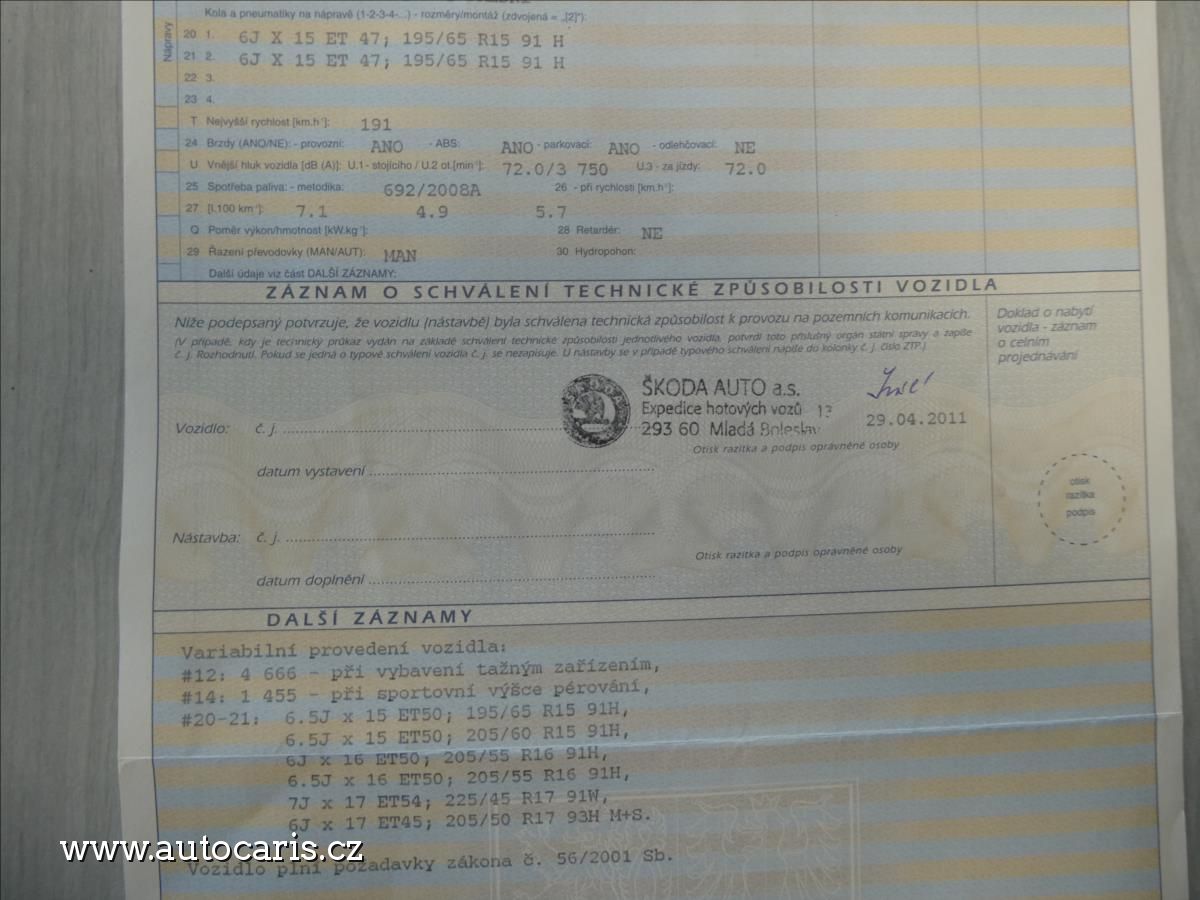 Kola a pneumatiky na nápravě (1-2-3-4-...) - rozměry/montáž (zdvojená = „[2]"):
Nápravy
20 1. 6J X 15 ET 47; 195/65 R15 91 H
21 2. 6J X 15 ET 47; 195/65 R15 91 H
22 3.
23 4.
T Nejvyšší rychlost [km.h-1]: 191
24 Brzdy (ANO/NE): - provozní: ANO - ABS: ANO - parkovací: ANO - odlehčovací: NE
U Vnější hluk vozidla [dB (A)]: U.1 - stojícího / U.2 ot.[min-1]: 72.0/3 750 U.3 - za jízdy: 72.0
25 Spotřeba paliva: - metodika: 692/2008A 26 - při rychlosti [km.h-1]:
27 [l.100 km-1]: 7.1 4.9 5.7
Q Poměr výkon/hmotnost [kW.kg-1]: 28 Retardér: NE
29 Řazení převodovky (MAN/AUT): MAN 30 Hydropohon:
Další údaje viz část DALŠÍ ZÁZNAMY:
ZÁZNAM O SCHVÁLENÍ TECHNICKÉ ZPŮSOBILOSTI VOZIDLA
Níže podepsaný potvrzuje, že vozidlu (nástavbě) byla schválena technická způsobilost k provozu na pozemních komunikacích.
(V případě, kdy je technický průkaz vydán na základě schválení technické způsobilosti jednotlivého vozidla, potvrdí toto příslušný orgán státní správy a zapíše
č. j. Rozhodnutí. Pokud se jedná o typové schválení vozidla č. j. se nezapisuje. U nástavby se v případě typového schválení napíše do kolonky č. j. číslo ZTP.)
Doklad o nabytí
vozidla - záznam
o celním
projednávání
ŠKODA AUTO a.s.
Expedice hotových vozů 13
293 60 Mladá Boleslav
29.04.2011
Vozidlo: č. j.
Otisk razítka a podpis oprávněné osoby
datum vystavení
otisk
razítka
podpis
Nástavba: č. j.
Otisk razítka a podpis oprávněné osoby
datum doplnění
DALŠÍ ZÁZNAMY
Variabilní provedení vozidla:
#12: 4 666 - při vybavení tažným zařízením,
#14: 1 455 - při sportovní výšce pérování,
#20-21: 6.5J x 15 ET50; 195/65 R15 91H,
6.5J x 15 ET50; 205/60 R15 91H,
6J x 16 ET50; 205/55 R16 91H,
6.5J x 16 ET50; 205/55 R16 91H,
7J x 17 ET54; 225/45 R17 91W,
6J x 17 ET45; 205/50 R17 93H M+S.
www.autocaris.cz
Vozidlo plní požadavky zákona č. 56/2001 Sb.